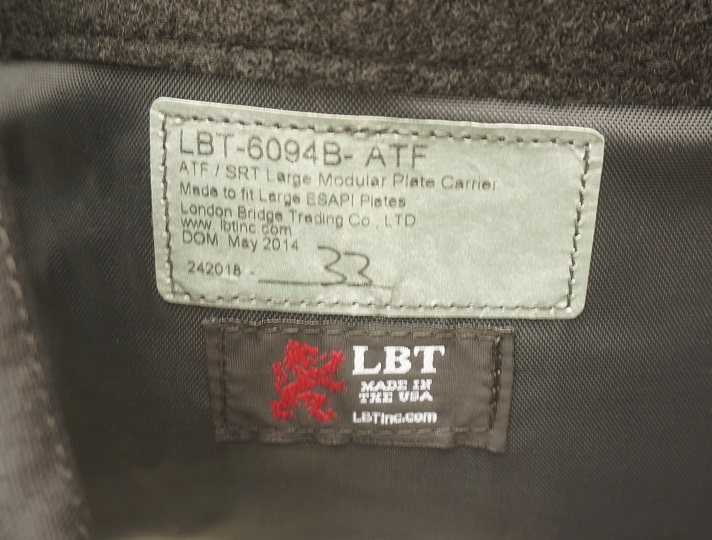 LBT-6094B- ATF
ATF / SRT Large Modular Plate Carrier
Made to fit Large ESAPI Plates
London Bridge Trading Co., LTD
www.lbtinc.com
DOM. May 2014
242018 - 33
LBT
MADE IN
THE USA
LBTInc.com